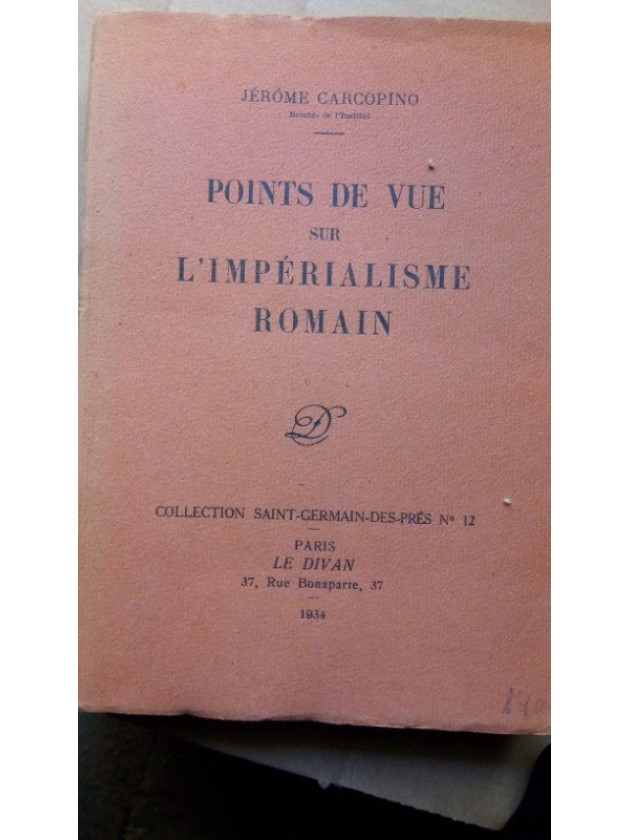 JÉRÔME CARCOPINO
Membre de l'Institut
POINTS DE VUE
SUR
L'IMPÉRIALISME
ROMAIN
D
COLLECTION SAINT-GERMAIN-DES-PRÉS Nº 12
PARIS
LE DIVAN
37, Rue Bonaparte, 37
1934